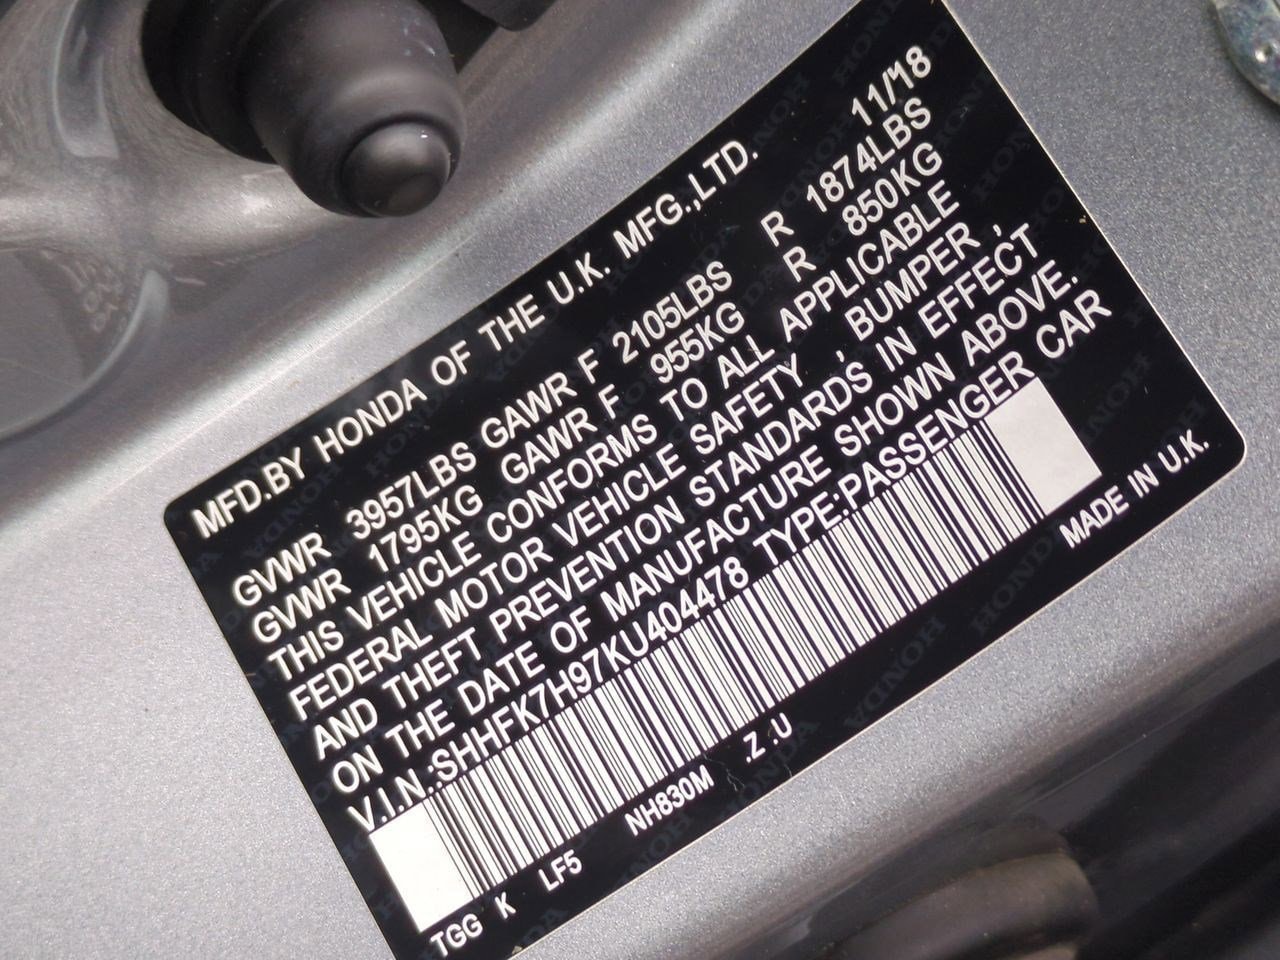 MFD.BY HONDA OF THE U.K. MFG.,LTD. 11/'18
GVWR 3957LBS GAWR F 2105LBS R 1874LBS
GVWR 1795KG GAWR F 955KG R 850KG
THIS VEHICLE CONFORMS TO ALL APPLICABLE
FEDERAL MOTOR VEHICLE SAFETY , BUMPER ,
AND THEFT PREVENTION STANDARDS IN EFFECT
ON THE DATE OF MANUFACTURE SHOWN ABOVE.
V.I.N.:SHHFK7H97KU404478 TYPE:PASSENGER CAR
TGG K LF5 NH830M .Z .U MADE IN U.K.